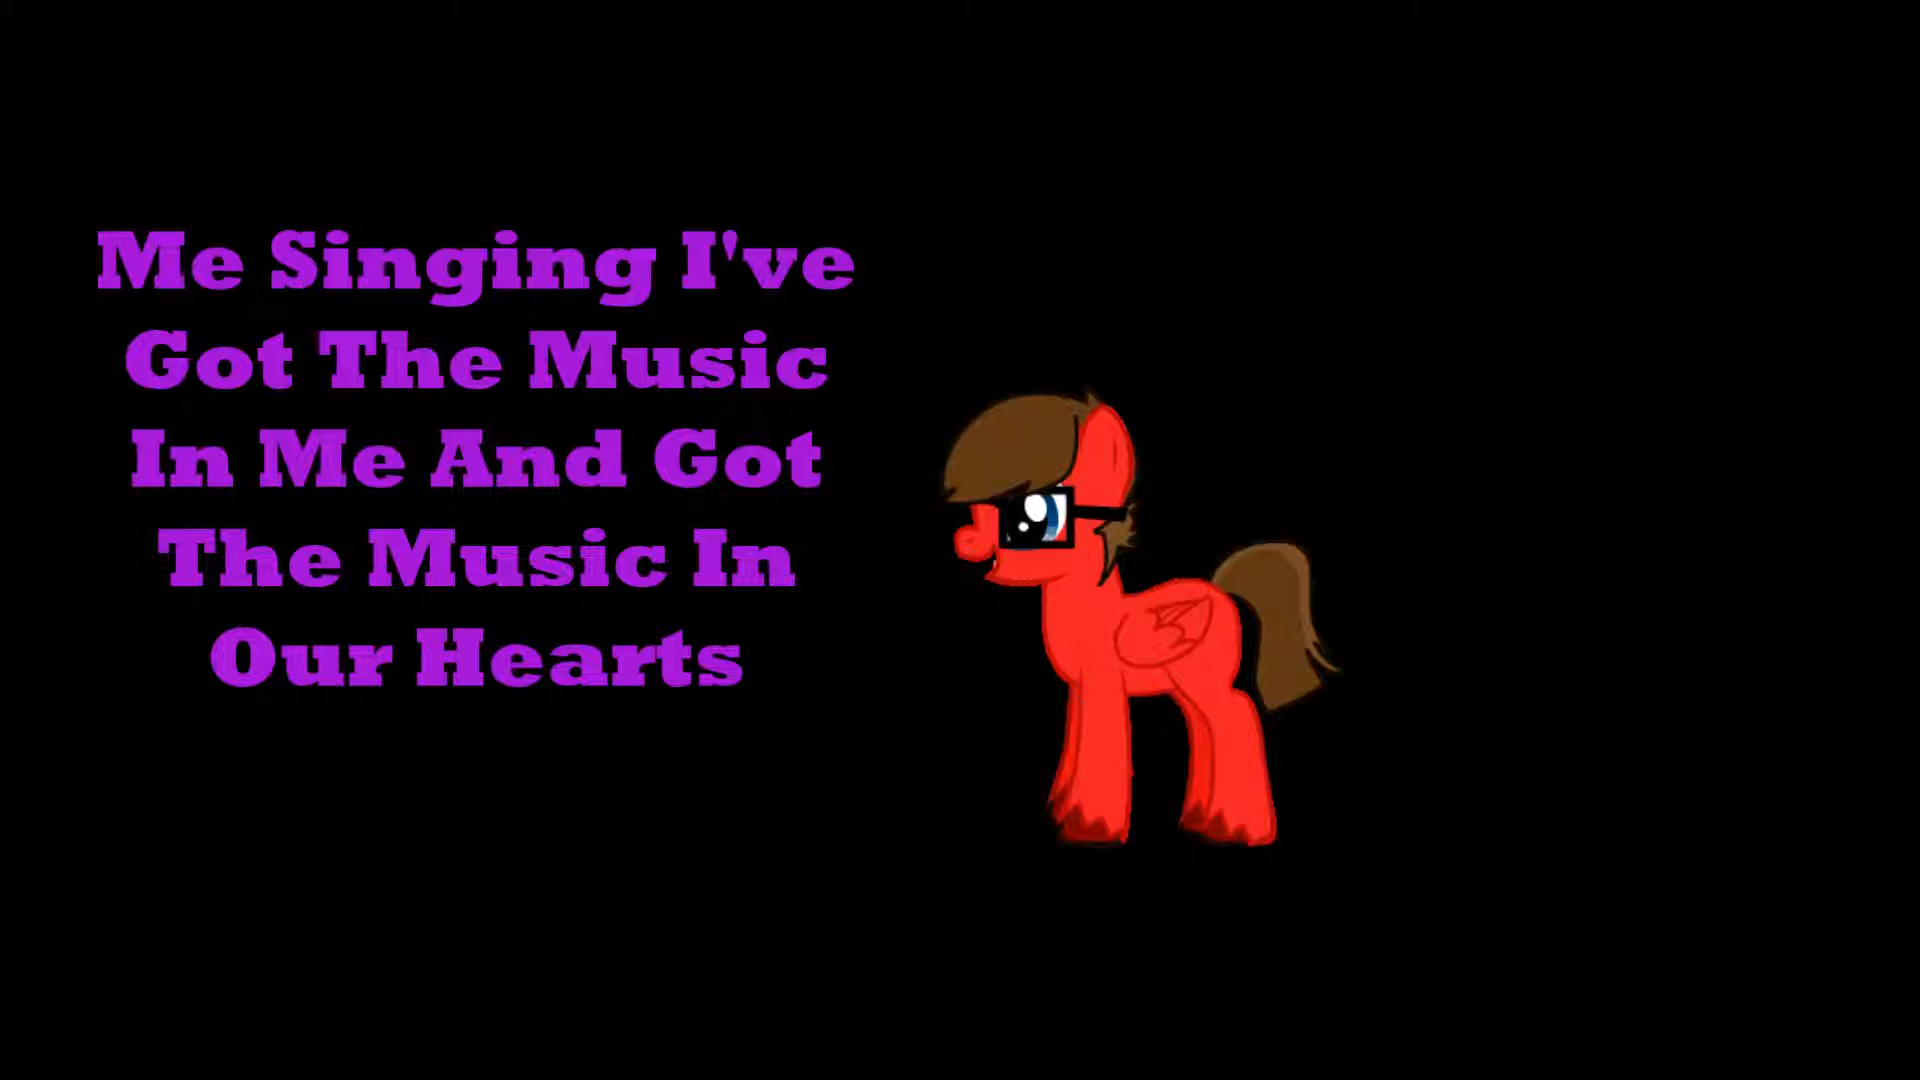 Me Singing I've
Got The Music
In Me And Got
The Music In
Our Hearts